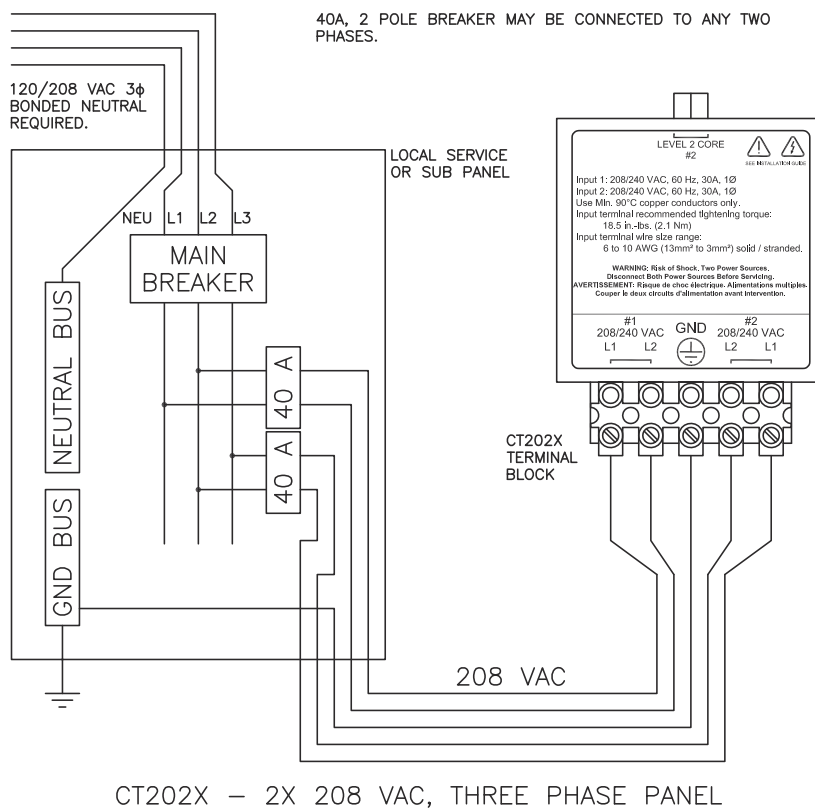 40A, 2 POLE BREAKER MAY BE CONNECTED TO ANY TWO
PHASES.
120/208 VAC 3ϕ
BONDED NEUTRAL
REQUIRED.
LOCAL SERVICE
OR SUB PANEL
NEU L1 L2 L3
MAIN
BREAKER
NEUTRAL BUS
GND BUS
40 A
40 A
LEVEL 2 CORE
#2
SEE INSTALLATION GUIDE
Input 1: 208/240 VAC, 60 Hz, 30A, 1Ø
Input 2: 208/240 VAC, 60 Hz, 30A, 1Ø
Use Min. 90°C copper conductors only.
Input terminal recommended tightening torque:
18.5 in.-lbs. (2.1 Nm)
Input terminal wire size range:
6 to 10 AWG (13mm² to 3mm²) solid / stranded.
WARNING: Risk of Shock. Two Power Sources.
Disconnect Both Power Sources Before Servicing.
AVERTISSEMENT: Risque de choc électrique. Alimentations multiples.
Couper le deux circuits d'alimentation avant intervention.
#1 GND #2
208/240 VAC 208/240 VAC
L1 L2 L2 L1
CT202X
TERMINAL
BLOCK
208 VAC
CT202X – 2X 208 VAC, THREE PHASE PANEL